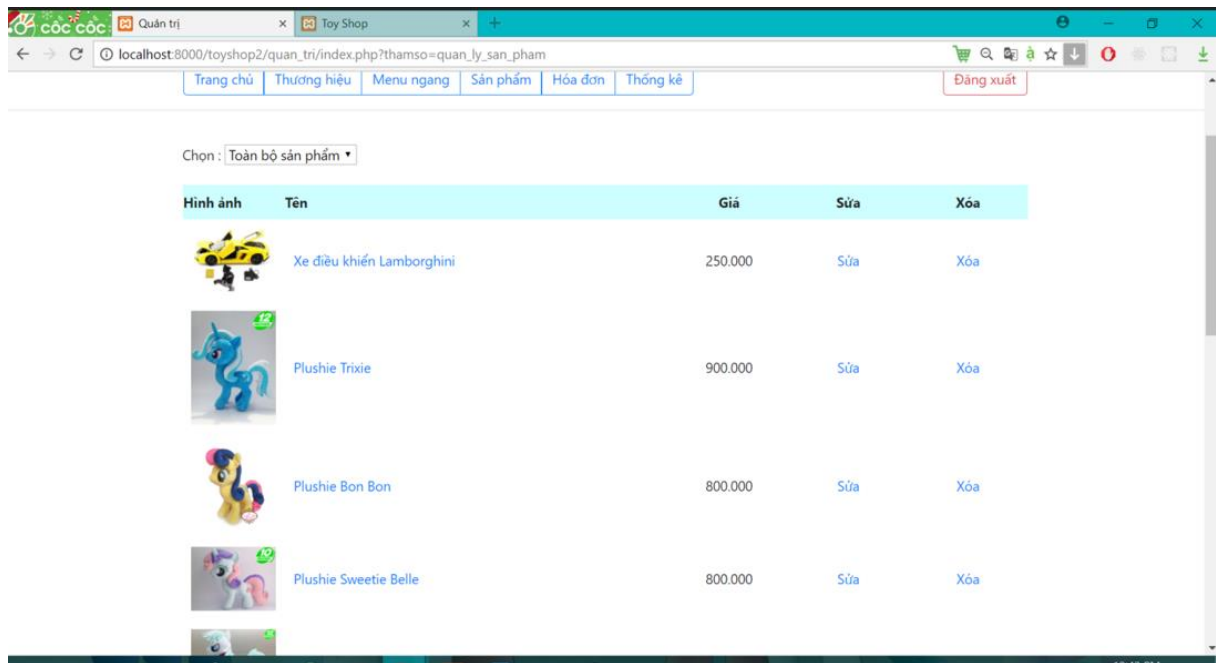 cốc cốc Quản trị Toy Shop
localhost:8000/toyshop2/quan_tri/index.php?thamso=quan_ly_san_pham
Trang chủ Thương hiệu Menu ngang Sản phẩm Hóa đơn Thống kê Đăng xuất
Chọn : Toàn bộ sản phẩm
Hình ảnh Tên Giá Sửa Xóa
Xe điều khiển Lamborghini 250.000 Sửa Xóa
12
Plushie Trixie 900.000 Sửa Xóa
Plushie Bon Bon 800.000 Sửa Xóa
10
Plushie Sweetie Belle 800.000 Sửa Xóa